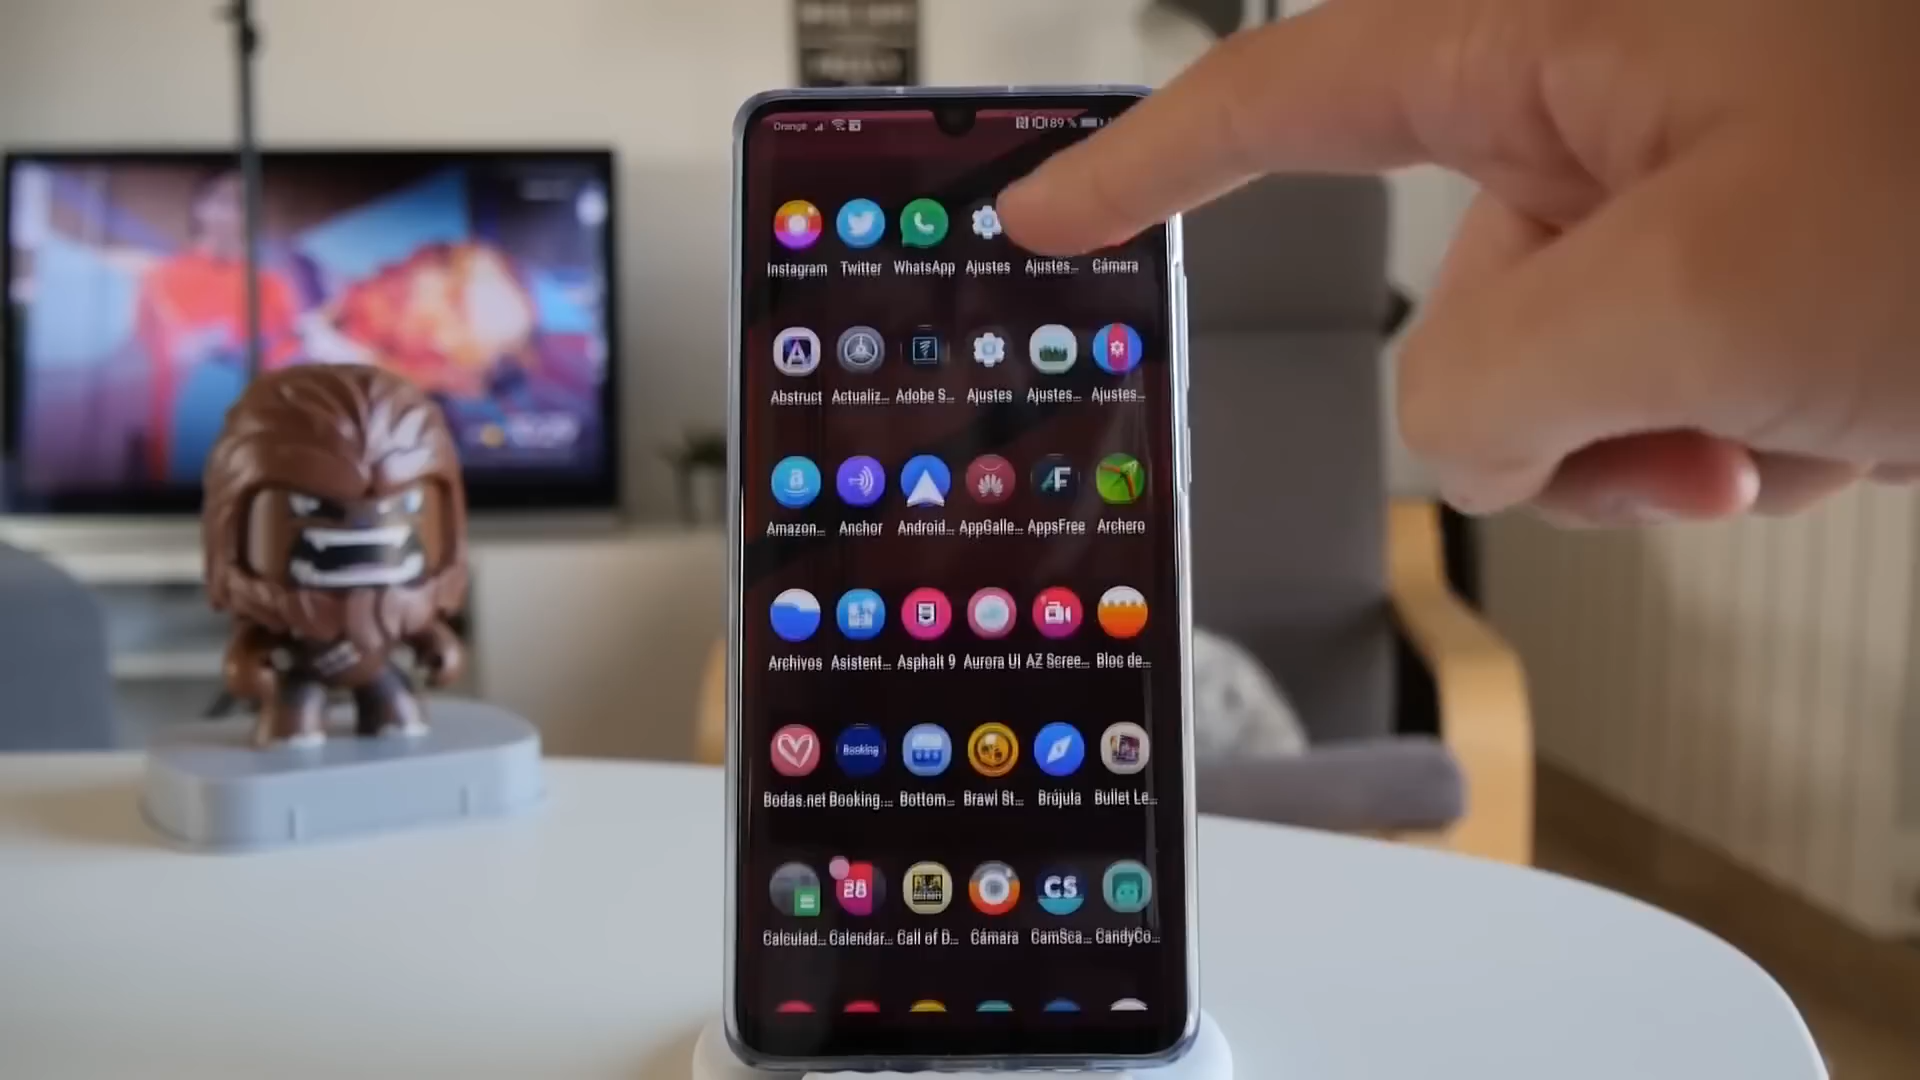 Orange 89 %
Instagram Twitter WhatsApp Ajustes Ajustes... Cámara
Abstruct Actualiz... Adobe S... Ajustes Ajustes... Ajustes...
Amazon... Anchor Android... AppGalle... AppsFree Archero
Archivos Asistent... Asphalt 9 Aurora UI AZ Scree... Bloc de...
Booking
Bodas.net Booking.... Bottom... Brawl St... Brújula Bullet Le...
28 CS
Calculad... Calendar... Call of D... Cámara CamSca... CandyCo...